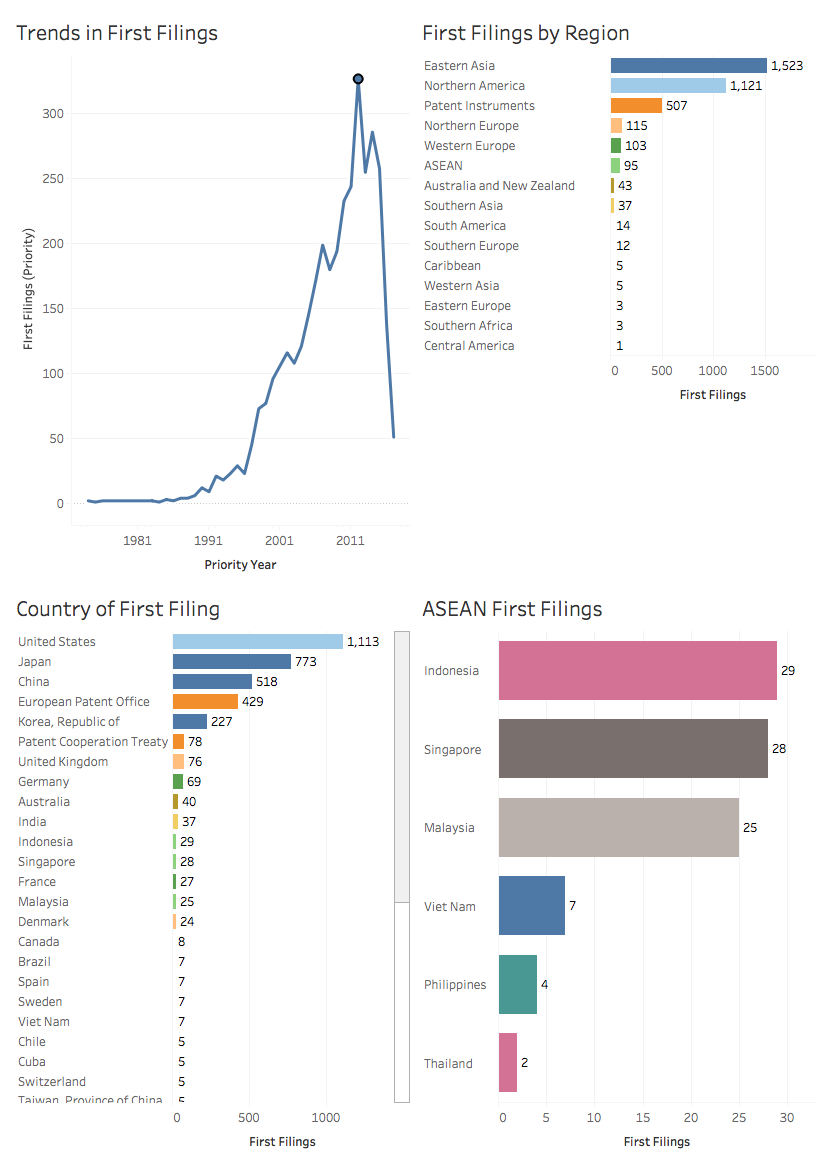 Trends in First Filings
First Filings (Priority)
300
250
200
150
100
50
0
1981 1991 2001 2011
Priority Year
First Filings by Region
Eastern Asia 1,523
Northern America 1,121
Patent Instruments 507
Northern Europe 115
Western Europe 103
ASEAN 95
Australia and New Zealand 43
Southern Asia 37
South America 14
Southern Europe 12
Caribbean 5
Western Asia 5
Eastern Europe 3
Southern Africa 3
Central America 1
0 500 1000 1500
First Filings
Country of First Filing
United States 1,113
Japan 773
China 518
European Patent Office 429
Korea, Republic of 227
Patent Cooperation Treaty 78
United Kingdom 76
Germany 69
Australia 40
India 37
Indonesia 29
Singapore 28
France 27
Malaysia 25
Denmark 24
Canada 8
Brazil 7
Spain 7
Sweden 7
Viet Nam 7
Chile 5
Cuba 5
Switzerland 5
Taiwan, Province of China 5
0 500 1000
First Filings
ASEAN First Filings
Indonesia 29
Singapore 28
Malaysia 25
Viet Nam 7
Philippines 4
Thailand 2
0 5 10 15 20 25 30
First Filings